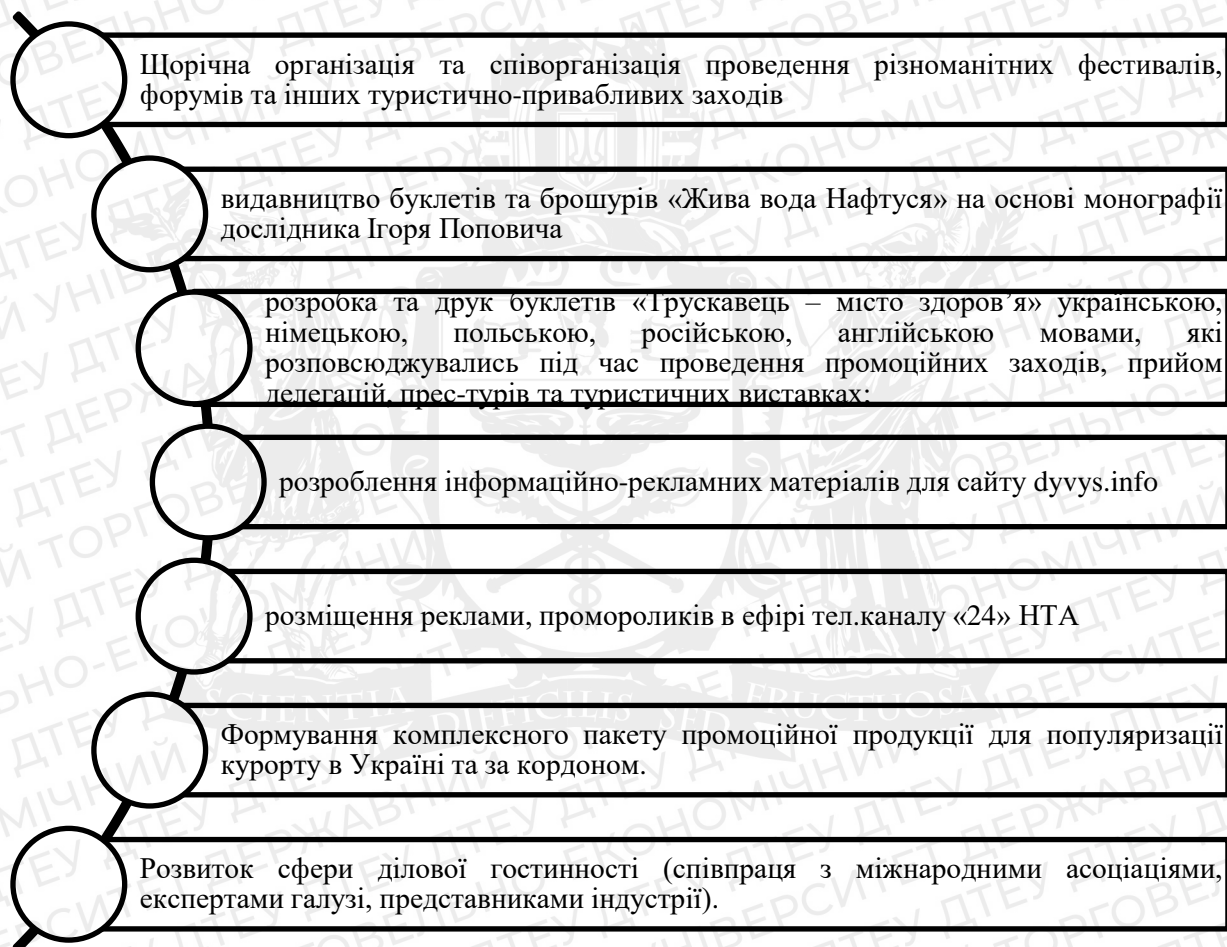 Щорічна організація та співорганізація проведення різноманітних фестивалів,
форумів та інших туристично-привабливих заходів
видавництво буклетів та брошурів «Жива вода Нафтуся» на основі монографії
дослідника Ігоря Поповича
розробка та друк буклетів «Трускавець – місто здоров’я» українською,
німецькою, польською, російською, англійською мовами, які
розповсюджувались під час проведення промоційних заходів, прийом
делегацій, прес-турів та туристичних виставках;
розроблення інформаційно-рекламних матеріалів для сайту dyvys.info
розміщення реклами, промороликів в ефірі тел.каналу «24» НТА
SCIENTIA DIFFICILIS SED FRUCTUOSA
Формування комплексного пакету промоційної продукції для популяризації
курорту в Україні та за кордоном.
Розвиток сфери ділової гостинності (співпраця з міжнародними асоціаціями,
експертами галузі, представниками індустрії).